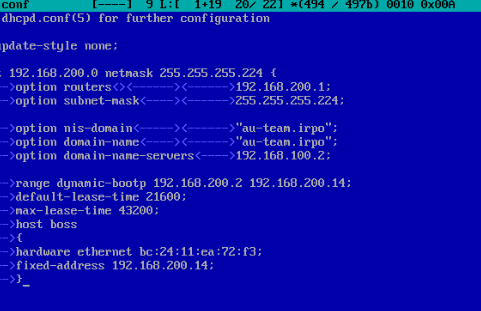 conf [----] 9 L:[ 1+19 20/ 22] *(494 / 497b) 0010 0x00A
dhcpd.conf(5) for further configuration
update-style none;
192.168.200.0 netmask 255.255.255.224 {
-->option routers<><------><------>192.168.200.1;
-->option subnet-mask<----><------>255.255.255.224;
-->option nis-domain<-----><------>"au-team.irpo";
-->option domain-name<----><------>"au-team.irpo";
-->option domain-name-servers<---->192.168.100.2;
-->range dynamic-bootp 192.168.200.2 192.168.200.14;
-->default-lease-time 21600;
-->max-lease-time 43200;
-->host boss
-->{
-->hardware ethernet bc:24:11:ea:72:f3;
-->fixed-address 192.168.200.14;
-->}_